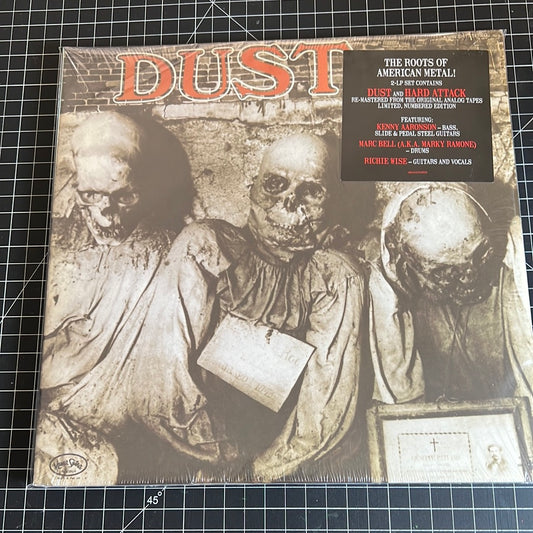 DUST
THE ROOTS OF
AMERICAN METAL!
2-LP SET CONTAINS
DUST AND HARD ATTACK
RE-MASTERED FROM THE ORIGINAL ANALOG TAPES
LIMITED, NUMBERED EDITION
FEATURING:
KENNY AARONSON – BASS,
SLIDE & PEDAL STEEL GUITARS
MARC BELL (A.K.A. MARKY RAMONE)
– DRUMS
RICHIE WISE – GUITARS AND VOCALS
Kama Sutra
45°